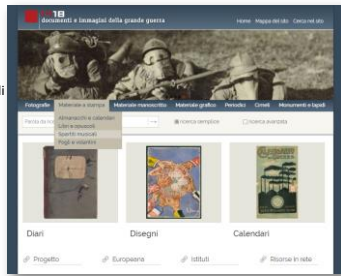 18
documenti e immagini della grande guerra
Home Mappa del sito Cerca nel sito
Fotografie Materiale a stampa Materiale manoscritto Materiale grafico Periodici Cimeli Monumenti e lapidi
Almanacchi e calendari
Libri e opuscoli
Spartiti musicali
Fogli e volantini
ricerca semplice ricerca avanzata
Diari Disegni Calendari
Progetto Europeana Istituti Risorse in rete